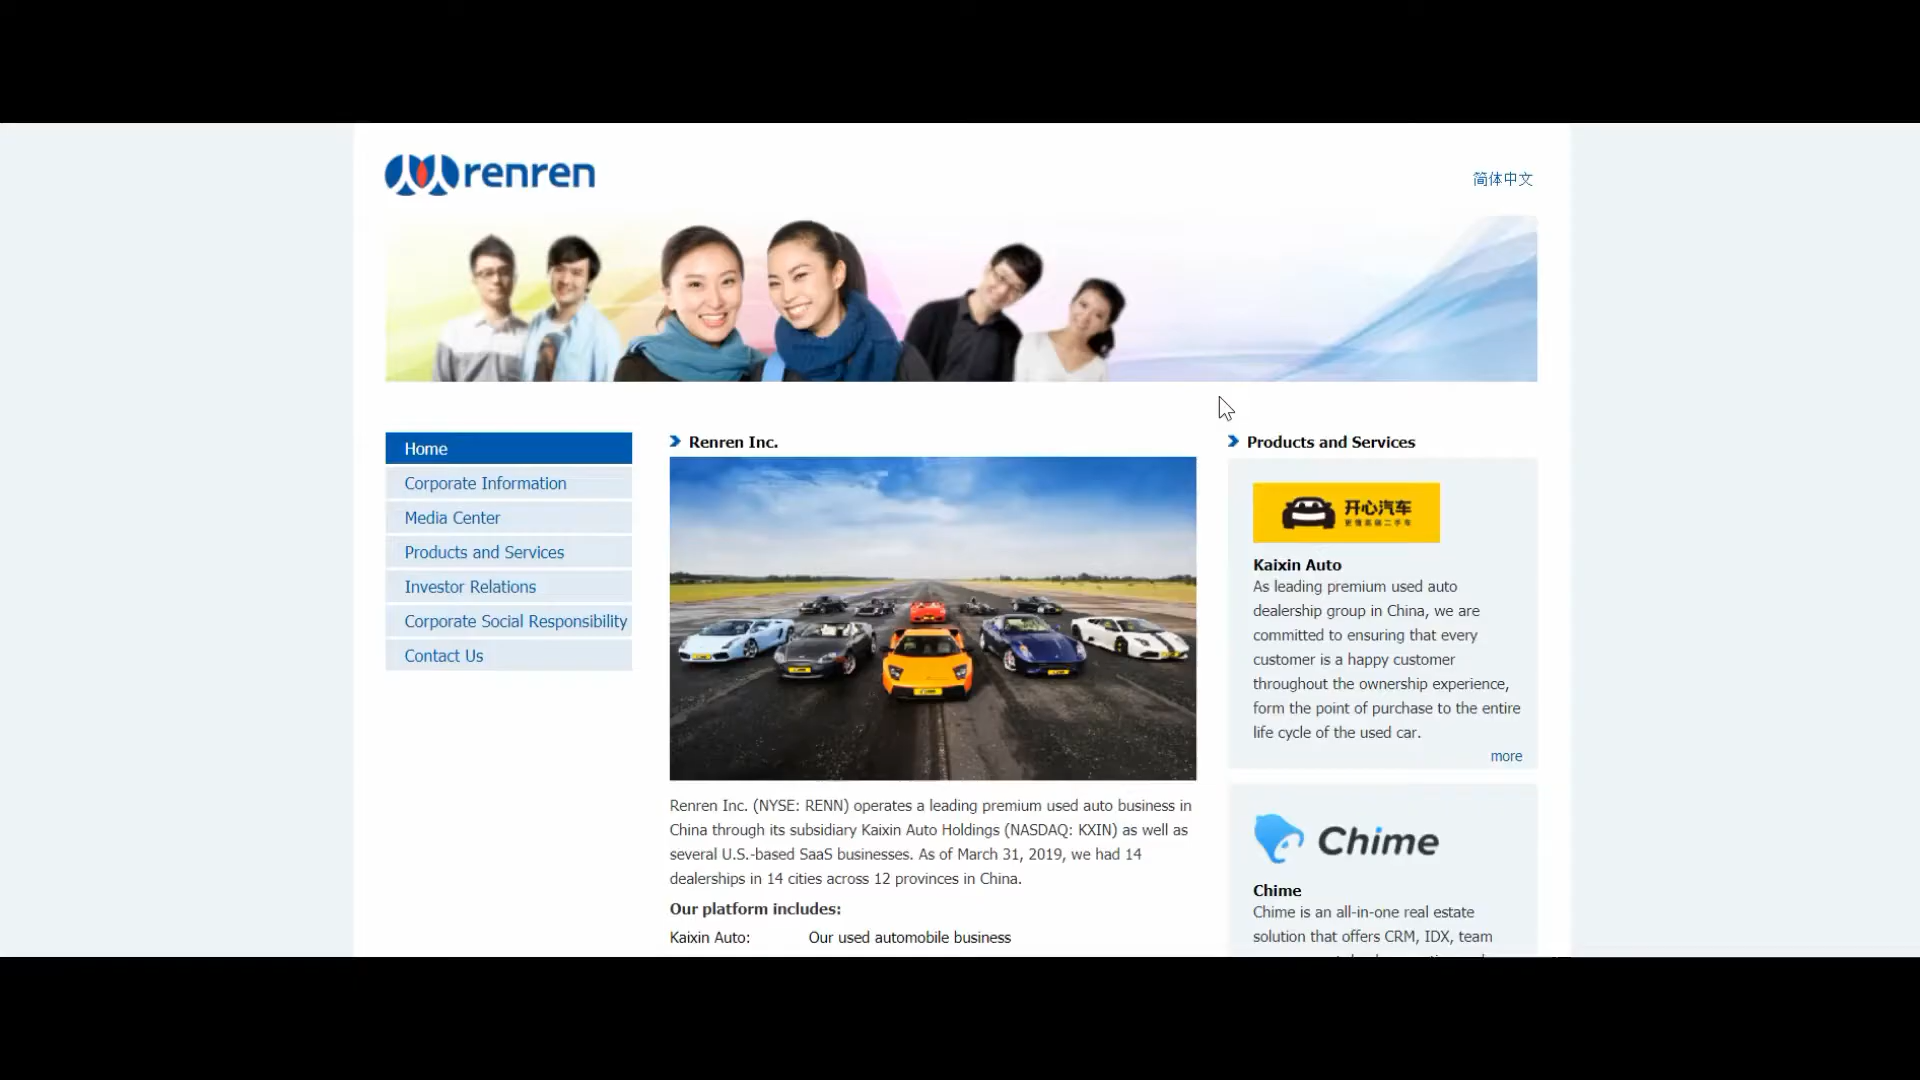 renren
简体中文
Home
Corporate Information
Media Center
Products and Services
Investor Relations
Corporate Social Responsibility
Contact Us
Renren Inc.
Renren Inc. (NYSE: RENN) operates a leading premium used auto business in
China through its subsidiary Kaixin Auto Holdings (NASDAQ: KXIN) as well as
several U.S.-based SaaS businesses. As of March 31, 2019, we had 14
dealerships in 14 cities across 12 provinces in China.
Our platform includes:
Kaixin Auto: Our used automobile business
Products and Services
开心汽车
Kaixin Auto
As leading premium used auto
dealership group in China, we are
committed to ensuring that every
customer is a happy customer
throughout the ownership experience,
form the point of purchase to the entire
life cycle of the used car.
more
Chime
Chime
Chime is an all-in-one real estate
solution that offers CRM, IDX, team